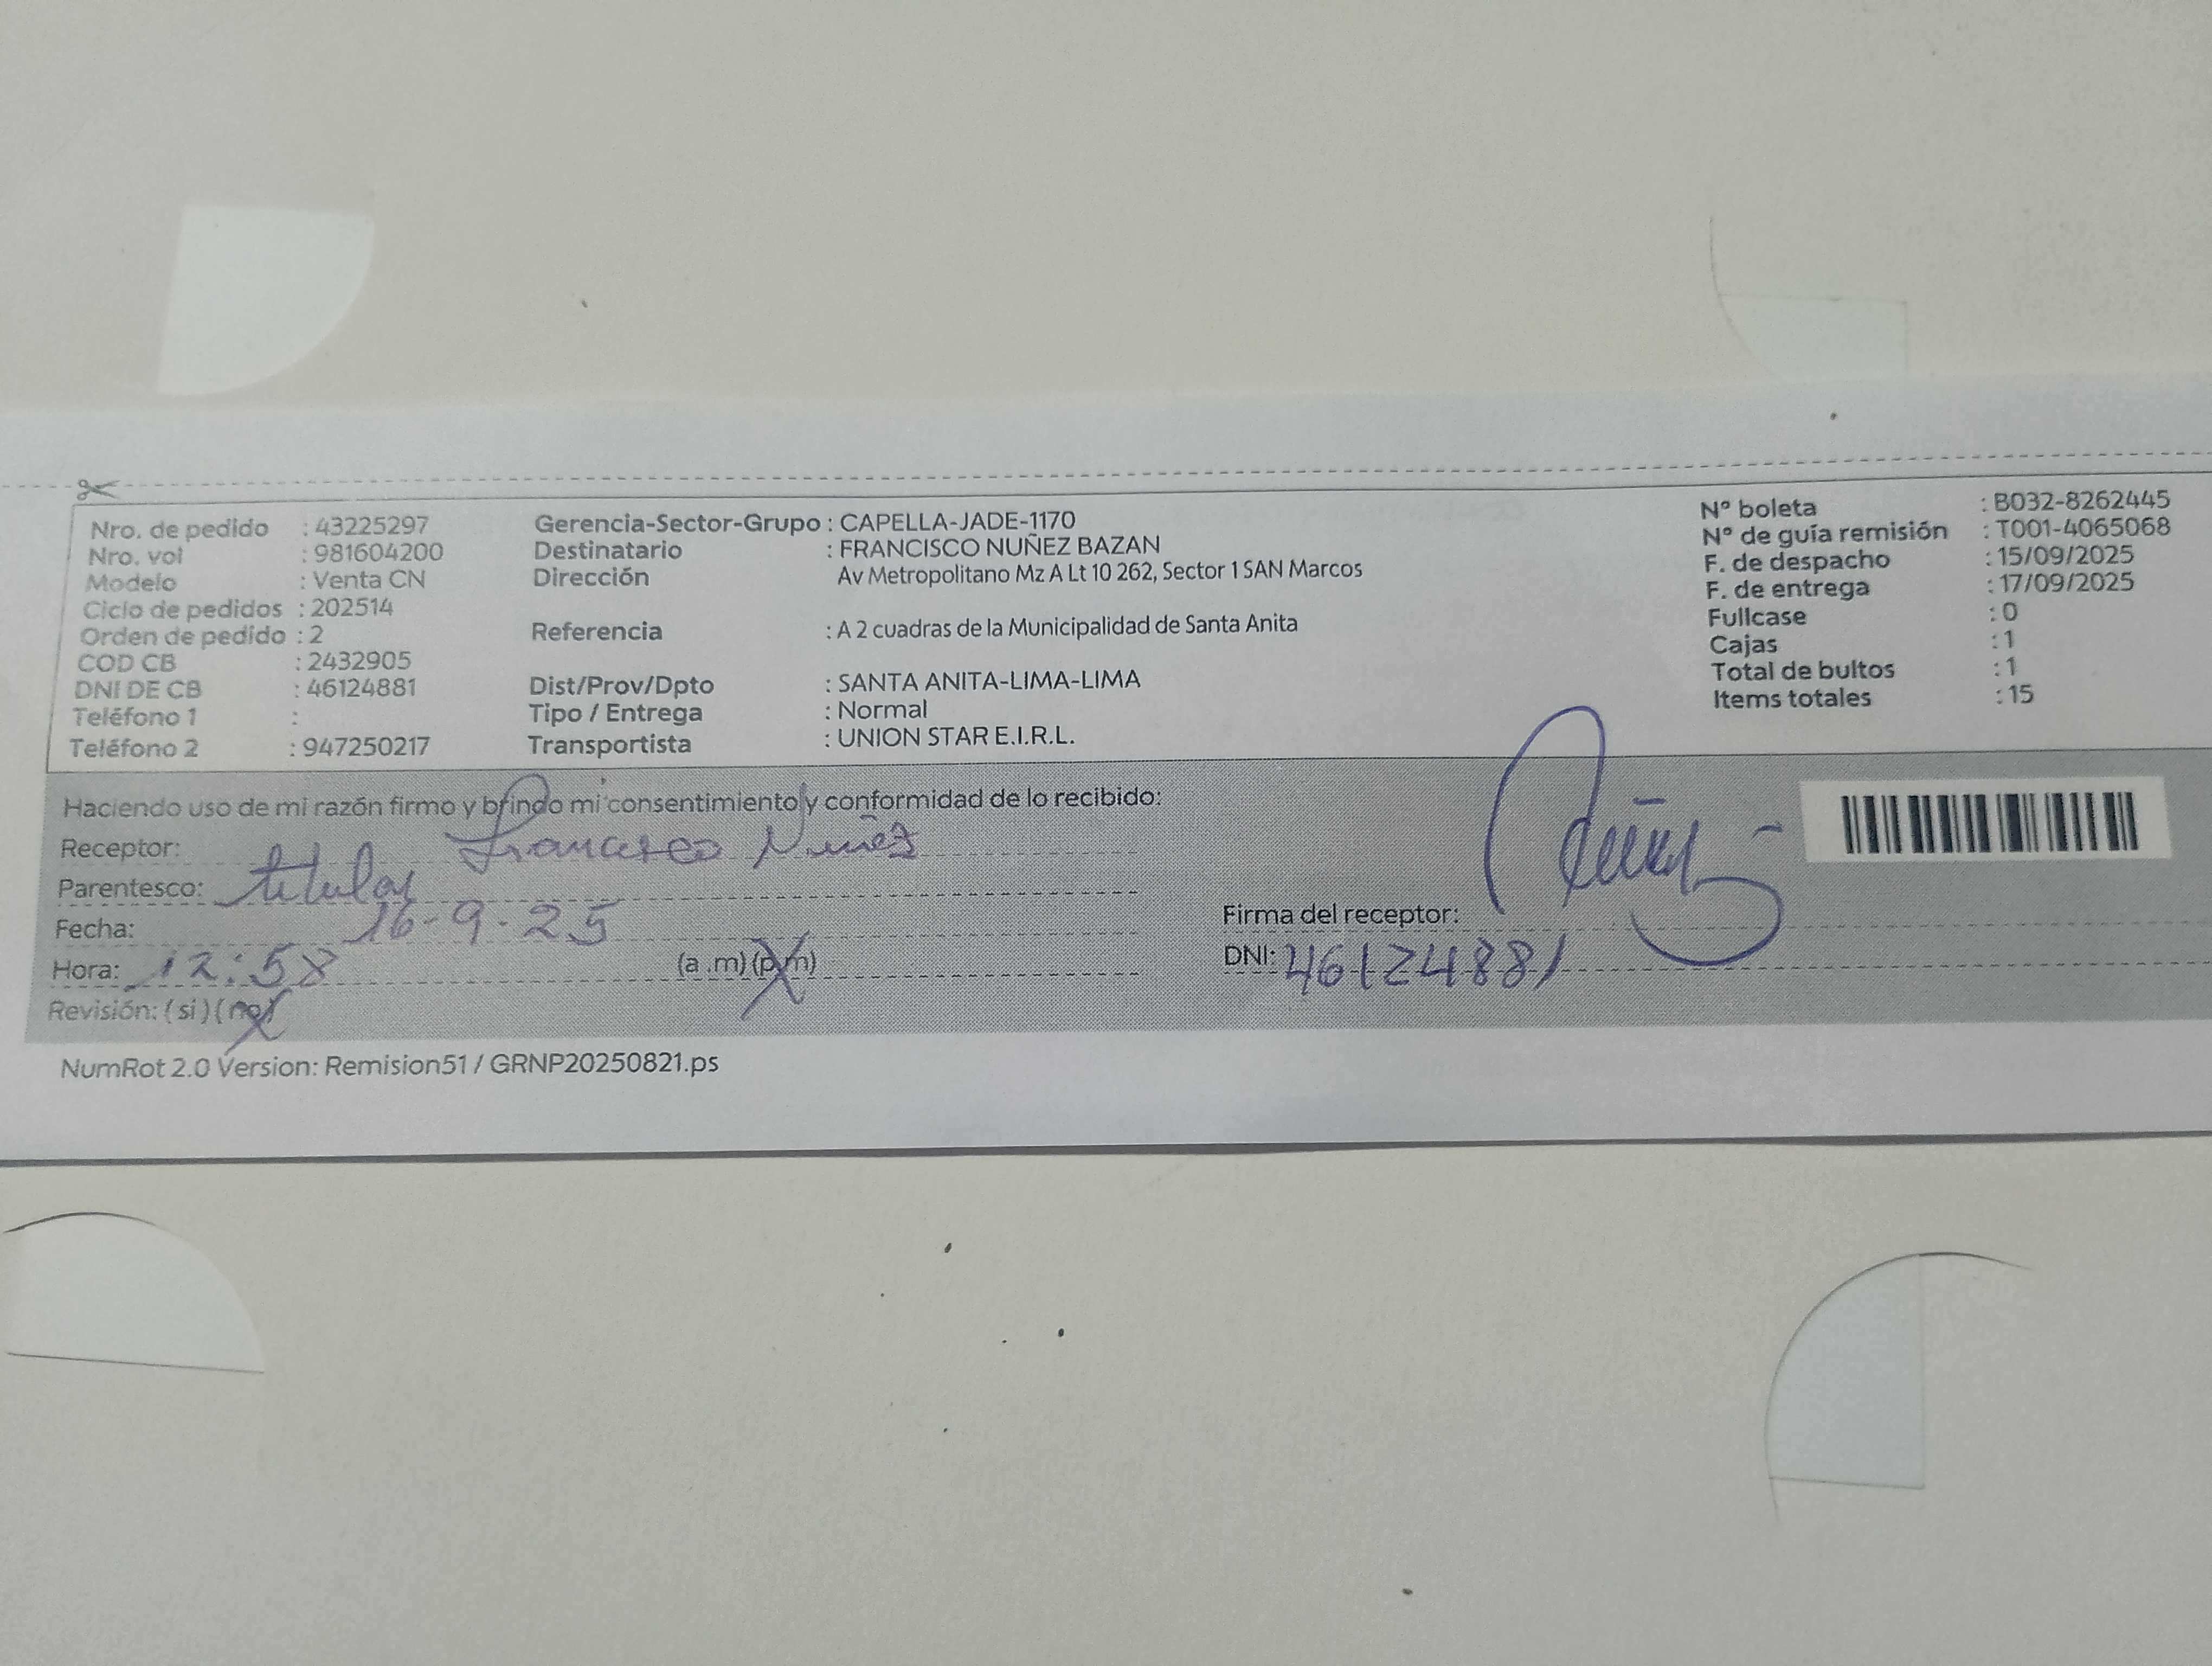 Nro. de pedido : 43225297
Nro. vol : 981604200
Modelo : Venta CN
Ciclo de pedidos : 202514
Orden de pedido : 2
COD CB : 2432905
DNI DE CB : 46124881
Teléfono 1 :
Teléfono 2 : 947250217
Gerencia-Sector-Grupo : CAPELLA-JADE-1170
Destinatario : FRANCISCO NUÑEZ BAZAN
Dirección Av Metropolitano Mz A Lt 10 262, Sector 1 SAN Marcos
Referencia : A 2 cuadras de la Municipalidad de Santa Anita
Dist/Prov/Dpto : SANTA ANITA-LIMA-LIMA
Tipo / Entrega : Normal
Transportista : UNION STAR E.I.R.L.
N° boleta : B032-8262445
N° de guía remisión : T001-4065068
F. de despacho : 15/09/2025
F. de entrega : 17/09/2025
Fullcase : 0
Cajas : 1
Total de bultos : 1
Items totales : 15
Haciendo uso de mi razón firmo y brindo mi consentimiento y conformidad de lo recibido:
Receptor: Francisco Nuñez
Parentesco: titular
Fecha: 16-9-25
Hora: 12:58 (a .m) (p.m)
Revisión: ( si ) ( no)
Firma del receptor:
DNI: 46124881
NumRot 2.0 Version: Remision51 / GRNP20250821.ps